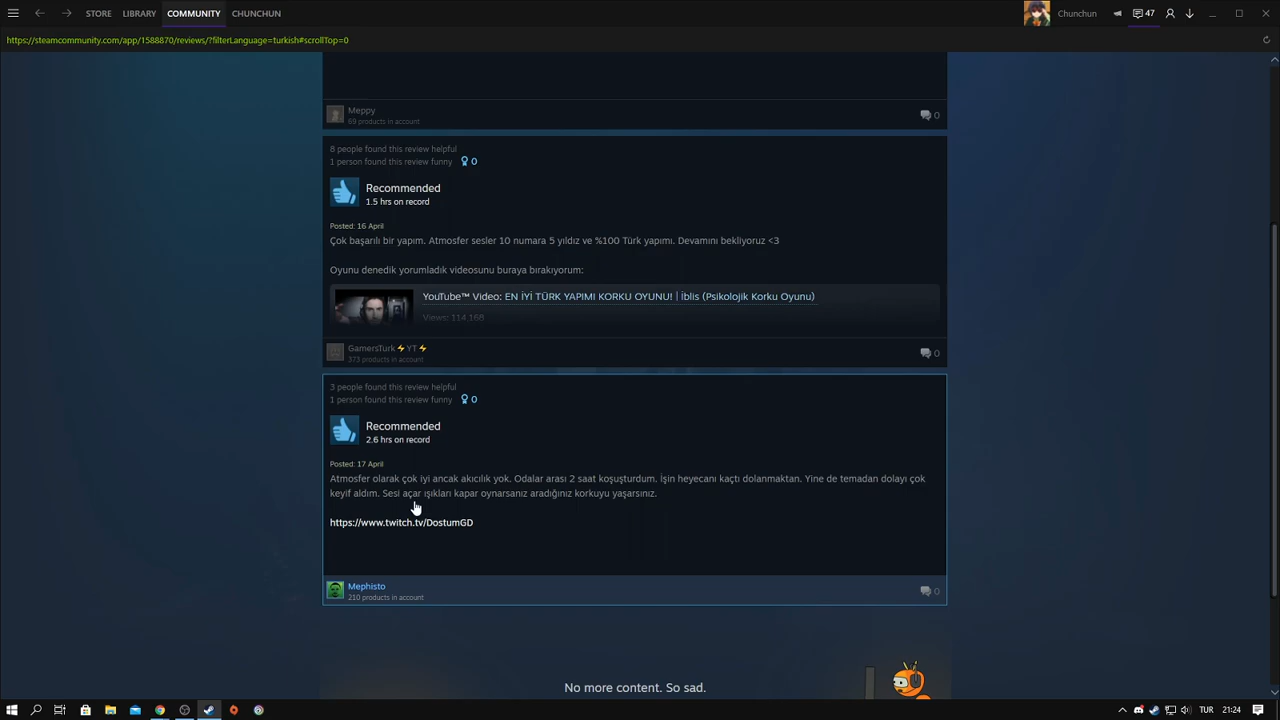 STORE LIBRARY COMMUNITY CHUNCHUN Chunchun 47
https://steamcommunity.com/app/1588870/reviews/?filterLanguage=turkish#scrollTop=0
Meppy 0
69 products in account
8 people found this review helpful
1 person found this review funny 0
Recommended
1.5 hrs on record
Posted: 16 April
Çok başarılı bir yapım. Atmosfer sesler 10 numara 5 yıldız ve %100 Türk yapımı. Devamını bekliyoruz <3
Oyunu denedik yorumladık videosunu buraya bırakıyorum:
YouTube™ Video: EN İYİ TÜRK YAPIMI KORKU OYUNU! | iblis (Psikolojik Korku Oyunu)
Views: 114,168
GamersTurk⚡YT⚡ 0
373 products in account
3 people found this review helpful
1 person found this review funny 0
Recommended
2.6 hrs on record
Posted: 17 April
Atmosfer olarak çok iyi ancak akıcılık yok. Odalar arası 2 saat koşuşturdum. İşin heyecanı kaçtı dolanmaktan. Yine de temadan dolayı çok
keyif aldım. Sesi açar ışıkları kapar oynarsanız aradığınız korkuyu yaşarsınız.
https://www.twitch.tv/DostumGD
Mephisto 0
210 products in account
No more content. So sad.
TUR 21:24